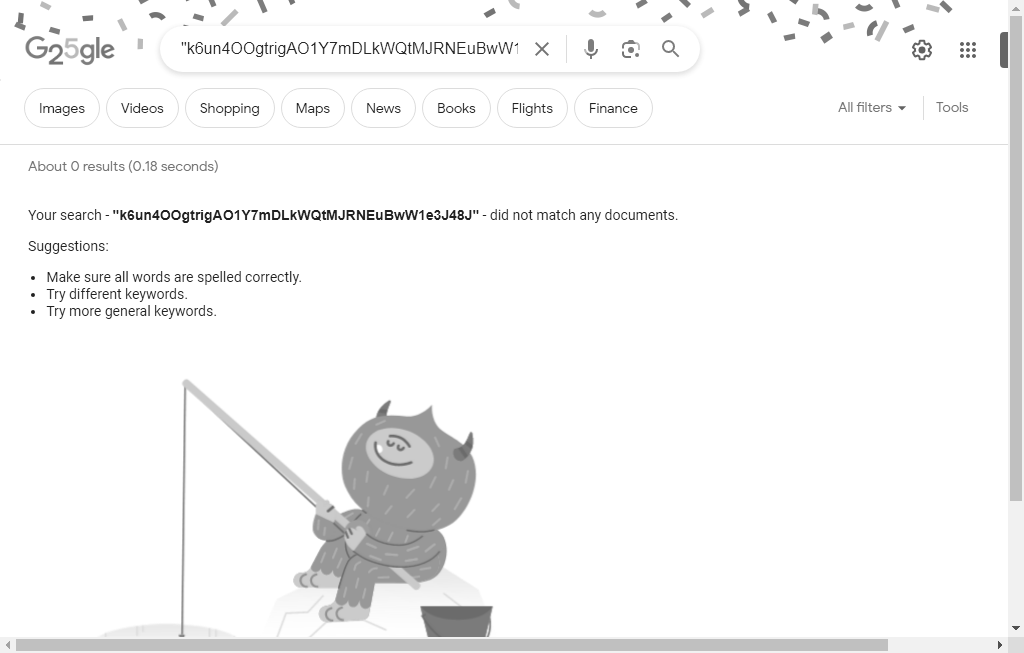 G25gle
"k6un4OOgtrigAO1Y7mDLkWQtMJRNEuBwW1
Images Videos Shopping Maps News Books Flights Finance All filters Tools
About 0 results (0.18 seconds)
Your search - "k6un4OOgtrigAO1Y7mDLkWQtMJRNEuBwW1e3J48J" - did not match any documents.
Suggestions:
Make sure all words are spelled correctly.
Try different keywords.
Try more general keywords.